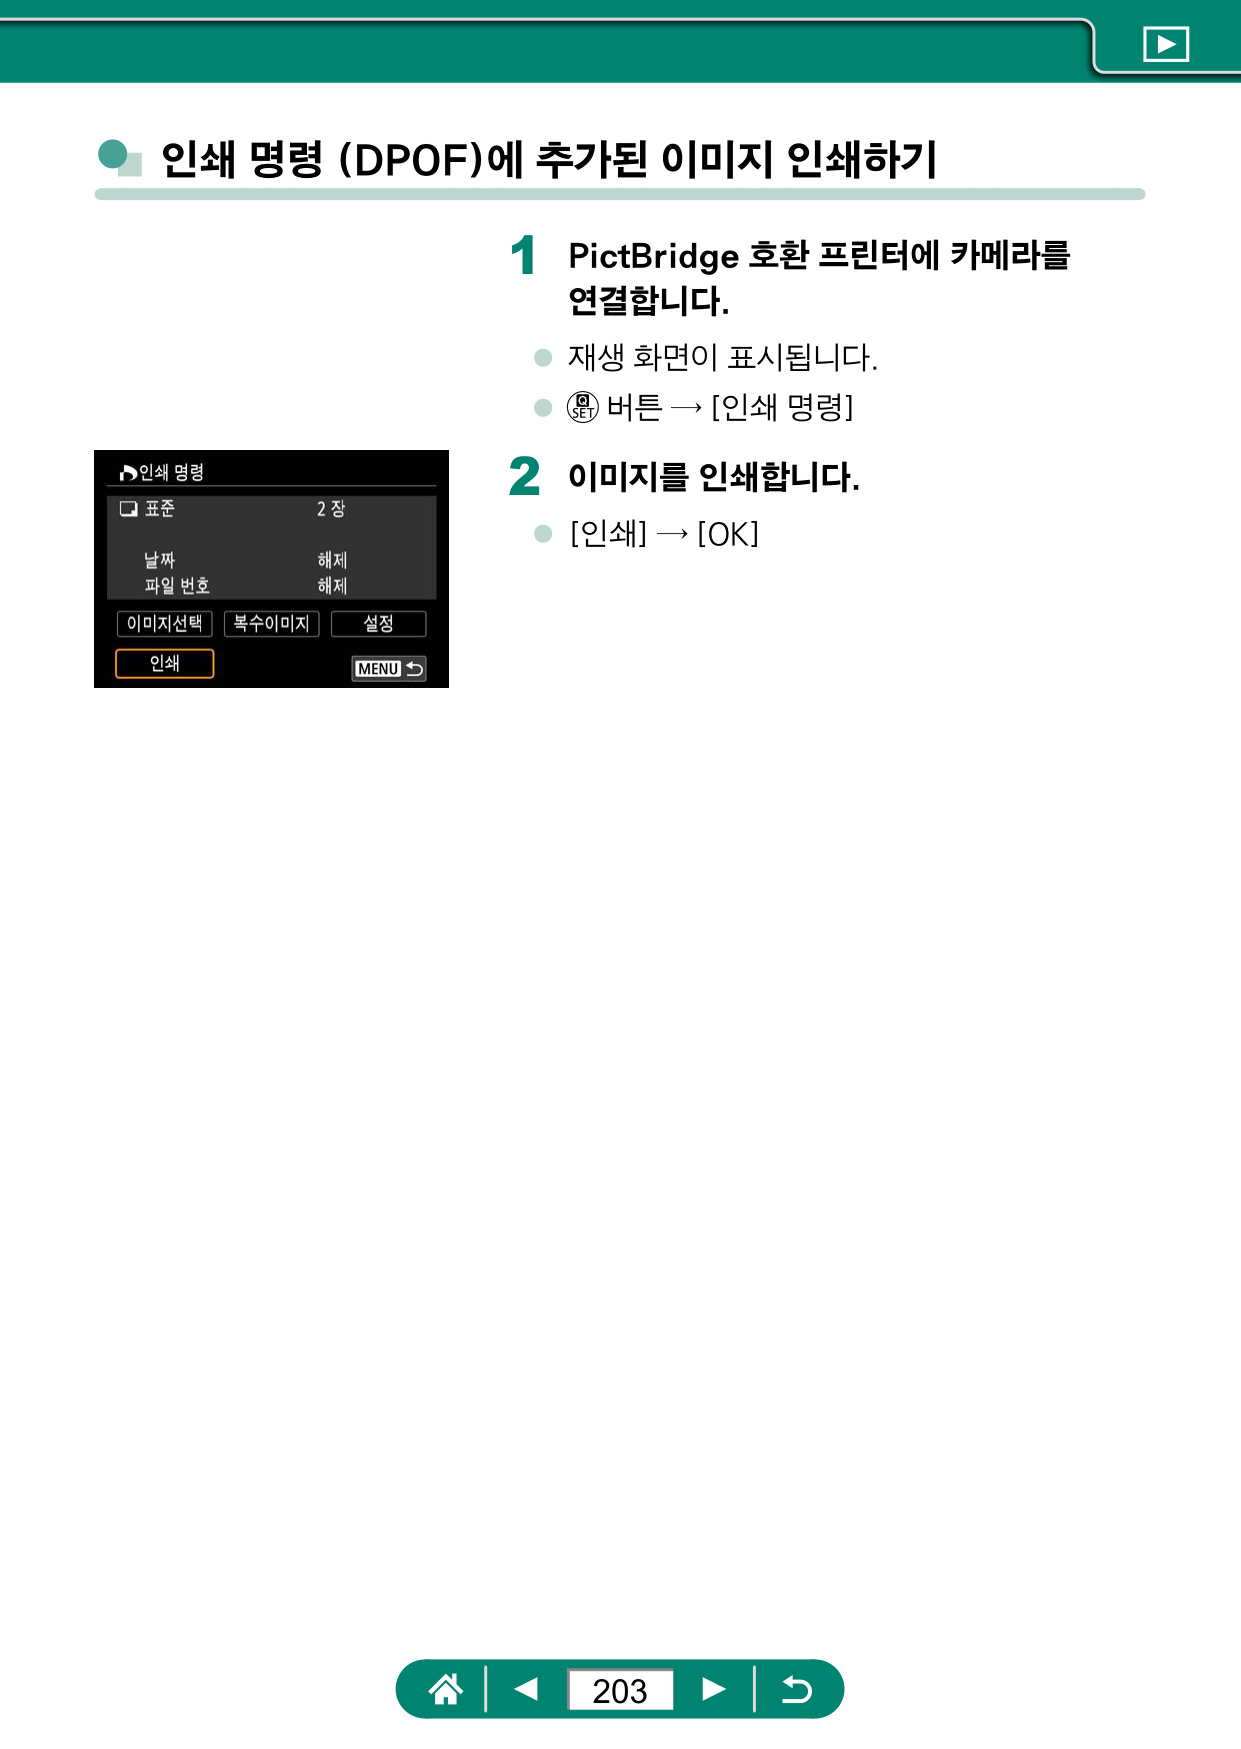 인쇄 명령 (DPOF)에 추가된 이미지 인쇄하기
1 PictBridge 호환 프린터에 카메라를
연결합니다.
재생 화면이 표시됩니다.
Q SET 버튼 → [인쇄 명령]
인쇄 명령
표준 2 장
날짜 해제
파일 번호 해제
이미지선택 복수이미지 설정
인쇄 MENU
2 이미지를 인쇄합니다.
[인쇄] → [OK]
203